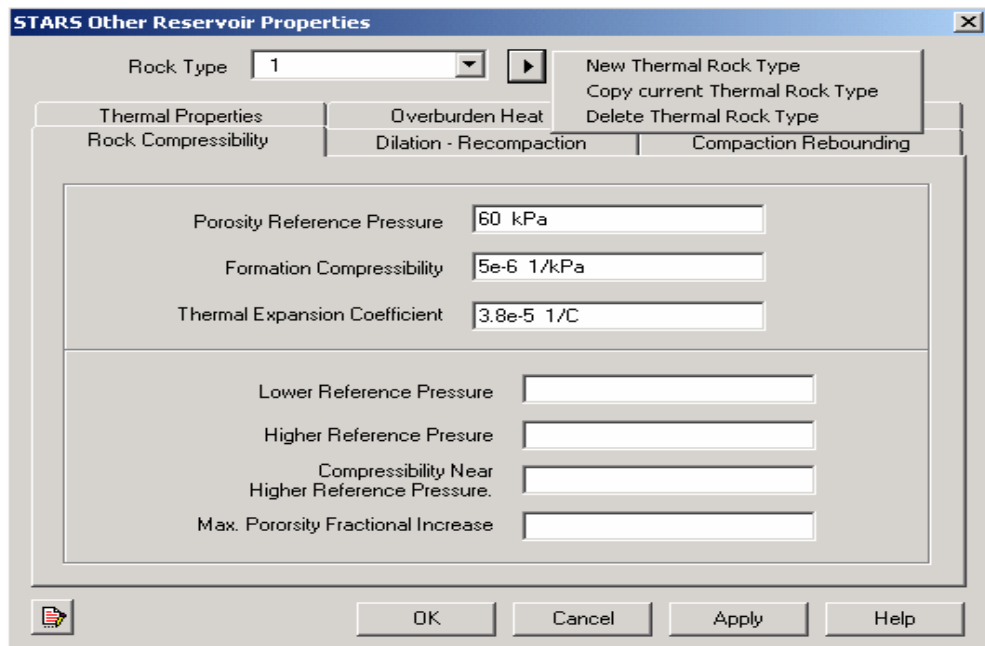 STARS Other Reservoir Properties
Rock Type 1
New Thermal Rock Type
Copy current Thermal Rock Type
Delete Thermal Rock Type
Thermal Properties Overburden Heat
Rock Compressibility Dilation - Recompaction Compaction Rebounding
Porosity Reference Pressure 60 kPa
Formation Compressibility 5e-6 1/kPa
Thermal Expansion Coefficient 3.8e-5 1/C
Lower Reference Pressure
Higher Reference Presure
Compressibility Near
Higher Reference Pressure.
Max. Pororsity Fractional Increase
OK Cancel Apply Help